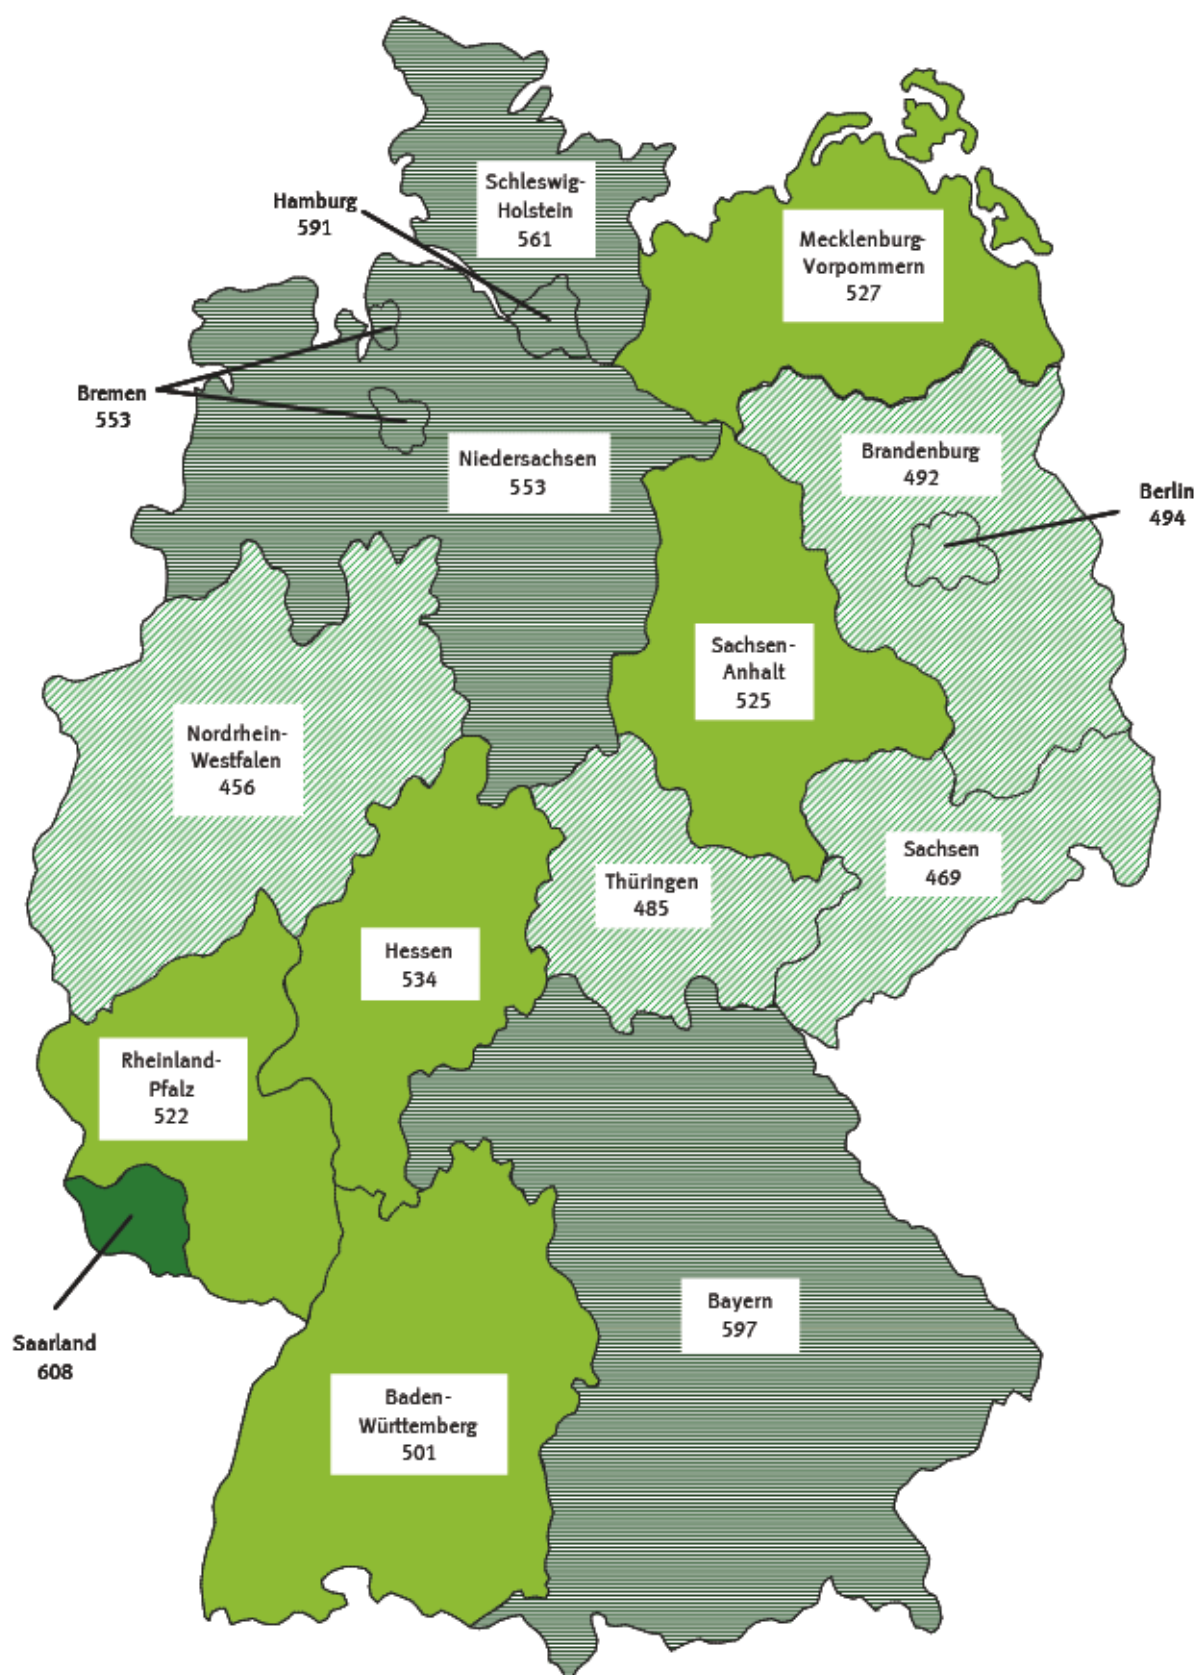 Schleswig-
Holstein
561
Hamburg
591
Mecklenburg-
Vorpommern
527
Bremen
553
Niedersachsen
553
Brandenburg
492
Berlin
494
Sachsen-
Anhalt
525
Nordrhein-
Westfalen
456
Sachsen
469
Thüringen
485
Hessen
534
Rheinland-
Pfalz
522
Saarland
608
Bayern
597
Baden-
Württemberg
501